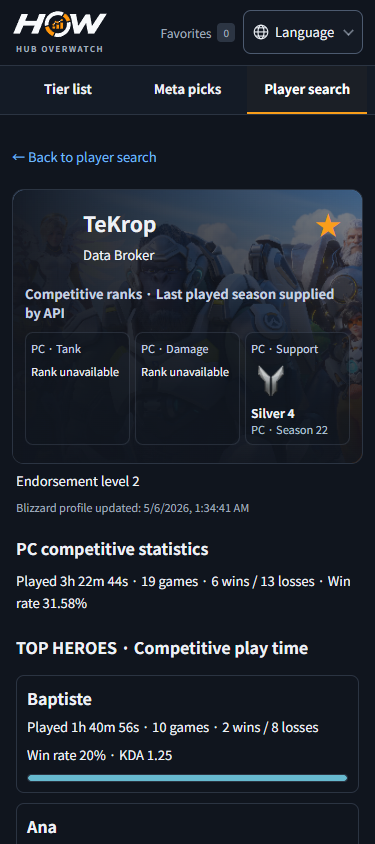 HOW
HUB OVERWATCH
Favorites 0
Language
Tier list
Meta picks
Player search
← Back to player search
TeKrop
Data Broker
Competitive ranks · Last played season supplied
by API
PC · Tank
Rank unavailable
PC · Damage
Rank unavailable
PC · Support
Silver 4
PC · Season 22
Endorsement level 2
Blizzard profile updated: 5/6/2026, 1:34:41 AM
PC competitive statistics
Played 3h 22m 44s · 19 games · 6 wins / 13 losses · Win
rate 31.58%
TOP HEROES · Competitive play time
Baptiste
Played 1h 40m 56s · 10 games · 2 wins / 8 losses
Win rate 20% · KDA 1.25
Ana